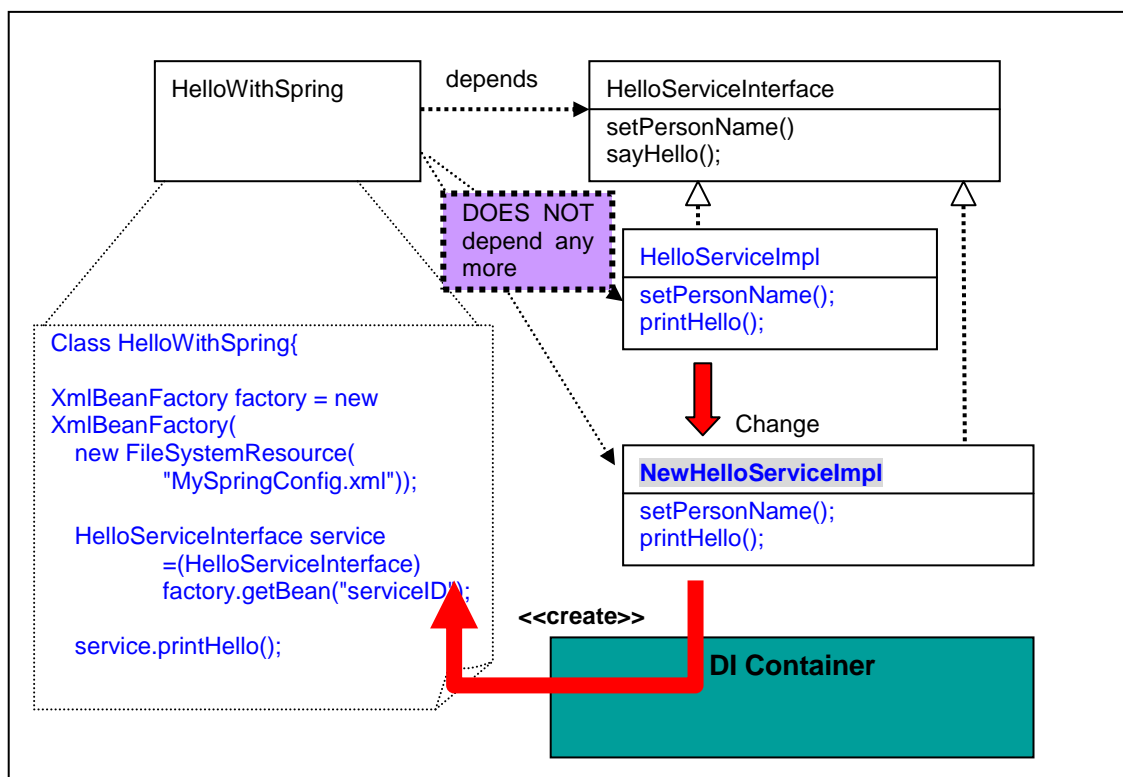 HelloWithSpring
depends
HelloServiceInterface
setPersonName()
sayHello();
DOES NOT
depend any
more
HelloServiceImpl
setPersonName();
printHello();
Change
NewHelloServiceImpl
setPersonName();
printHello();
Class HelloWithSpring{
XmlBeanFactory factory = new
XmlBeanFactory(
new FileSystemResource(
"MySpringConfig.xml"));
HelloServiceInterface service
=(HelloServiceInterface)
factory.getBean("serviceID");
service.printHello();
<<create>>
DI Container